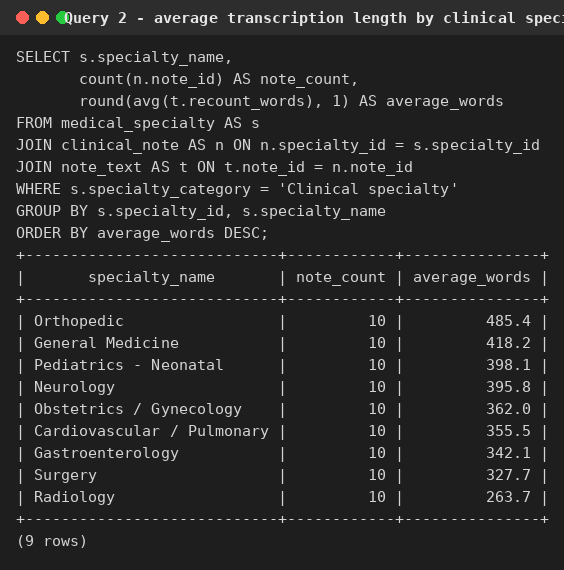 Query 2 - average transcription length by clinical speci
SELECT s.specialty_name,
       count(n.note_id) AS note_count,
       round(avg(t.recount_words), 1) AS average_words
FROM medical_specialty AS s
JOIN clinical_note AS n ON n.specialty_id = s.specialty_id
JOIN note_text AS t ON t.note_id = n.note_id
WHERE s.specialty_category = 'Clinical specialty'
GROUP BY s.specialty_id, s.specialty_name
ORDER BY average_words DESC;
+----------------------------+------------+---------------+
|       specialty_name       | note_count | average_words |
+----------------------------+------------+---------------+
| Orthopedic                 |         10 |         485.4 |
| General Medicine           |         10 |         418.2 |
| Pediatrics - Neonatal      |         10 |         398.1 |
| Neurology                  |         10 |         395.8 |
| Obstetrics / Gynecology    |         10 |         362.0 |
| Cardiovascular / Pulmonary |         10 |         355.5 |
| Gastroenterology           |         10 |         342.1 |
| Surgery                    |         10 |         327.7 |
| Radiology                  |         10 |         263.7 |
+----------------------------+------------+---------------+
(9 rows)